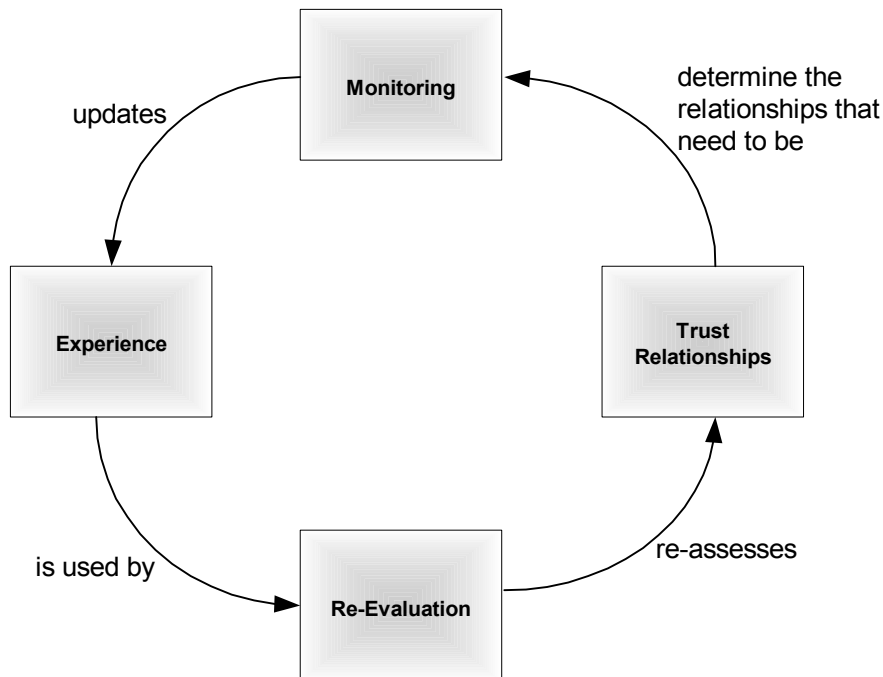 Monitoring
determine the
relationships that
need to be
updates
Experience
Trust
Relationships
is used by
re-assesses
Re-Evaluation